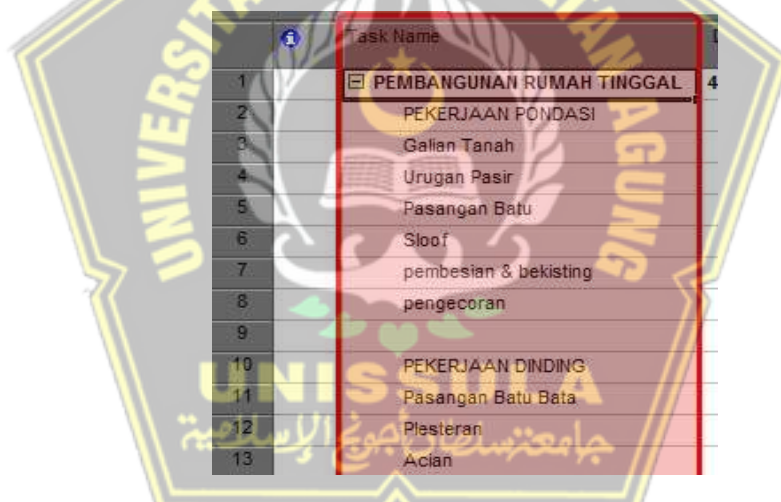 Task Name
1 PEMBANGUNAN RUMAH TINGGAL 4
2 PEKERJAAN PONDASI
3 Galian Tanah
4 Urugan Pasir
5 Pasangan Batu
6 Sloof
7 pembesian & bekisting
8 pengecoran
9
10 PEKERJAAN DINDING
11 Pasangan Batu Bata
12 Plesteran
13 Acian
UNIVERSITAS
AGUNG
UNISSULA
جامعة سلطان أجونج الإسلامية